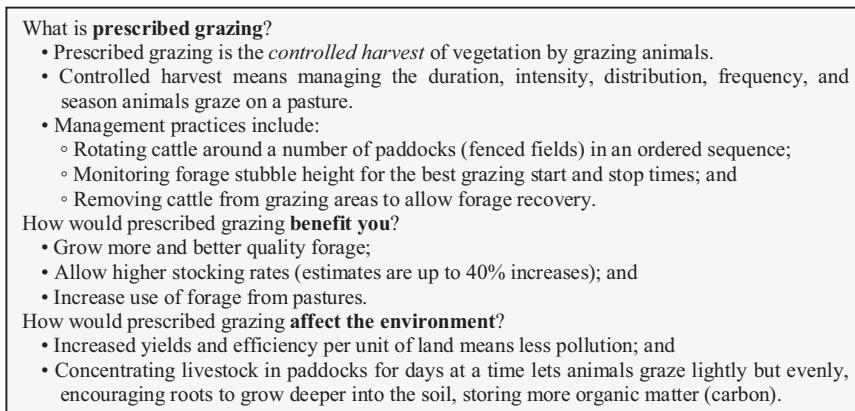 What is prescribed grazing?
• Prescribed grazing is the controlled harvest of vegetation by grazing animals.
• Controlled harvest means managing the duration, intensity, distribution, frequency, and
season animals graze on a pasture.
• Management practices include:
◦ Rotating cattle around a number of paddocks (fenced fields) in an ordered sequence;
◦ Monitoring forage stubble height for the best grazing start and stop times; and
◦ Removing cattle from grazing areas to allow forage recovery.
How would prescribed grazing benefit you?
• Grow more and better quality forage;
• Allow higher stocking rates (estimates are up to 40% increases); and
• Increase use of forage from pastures.
How would prescribed grazing affect the environment?
• Increased yields and efficiency per unit of land means less pollution; and
• Concentrating livestock in paddocks for days at a time lets animals graze lightly but evenly,
encouraging roots to grow deeper into the soil, storing more organic matter (carbon).